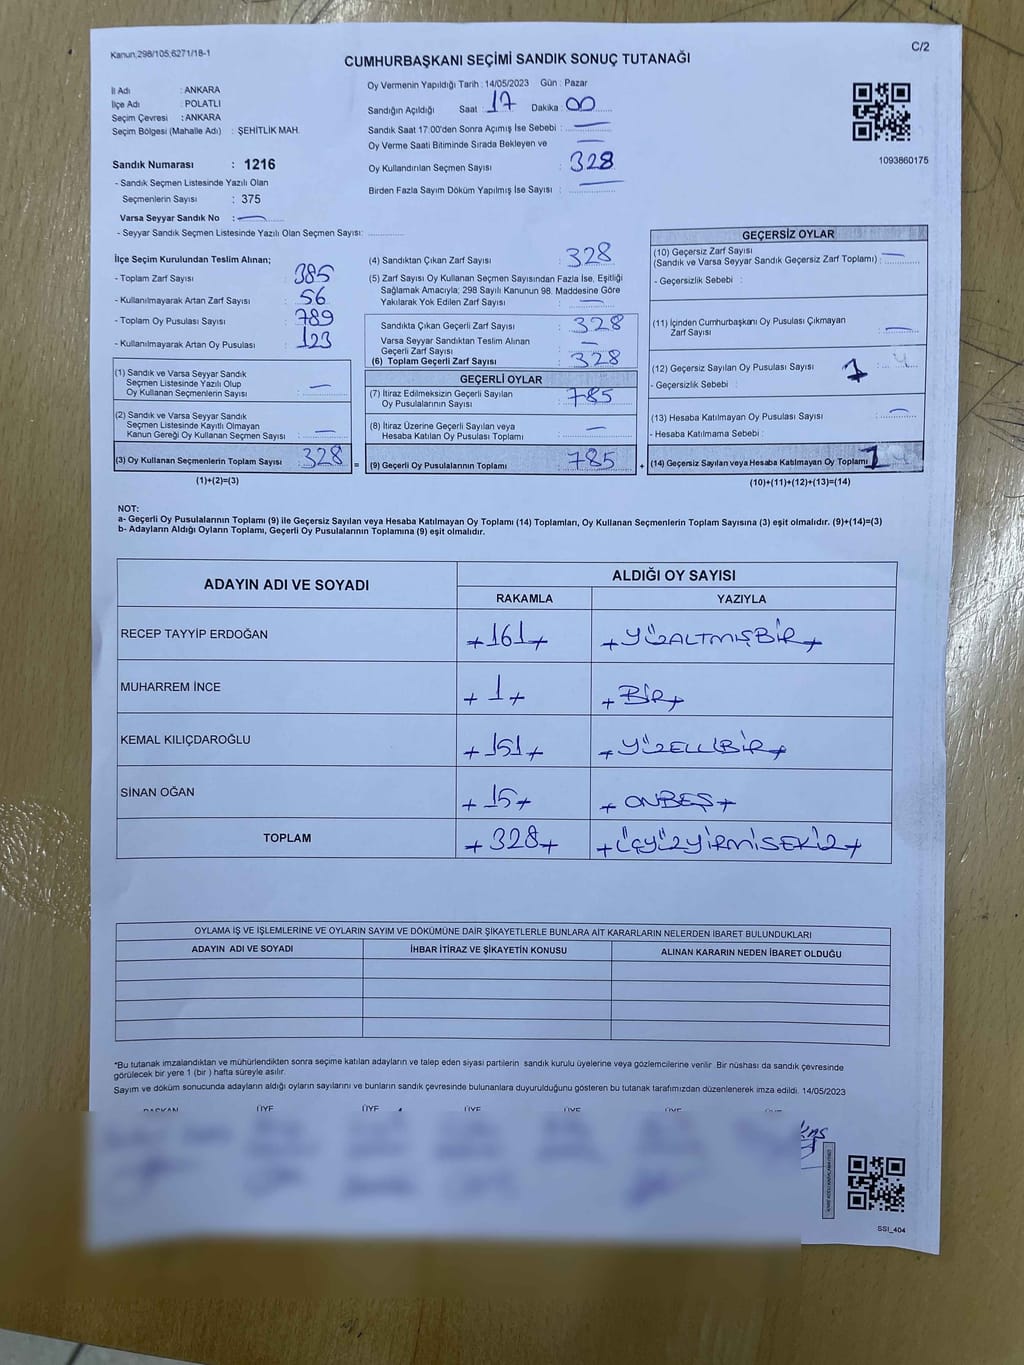 Kanun.298/105,6271/18-1
C/2
CUMHURBAŞKANI SEÇİMİ SANDIK SONUÇ TUTANAĞI
İl Adı : ANKARA
İlçe Adı : POLATLI
Seçim Çevresi : ANKARA
Seçim Bölgesi (Mahalle Adı) : ŞEHİTLİK MAH.
Sandık Numarası : 1216
- Sandık Seçmen Listesinde Yazılı Olan
Seçmenlerin Sayısı : 375
Varsa Seyyar Sandık No : —
- Seyyar Sandık Seçmen Listesinde Yazılı Olan Seçmen Sayısı:
Oy Vermenin Yapıldığı Tarih : 14/05/2023 Gün : Pazar
Sandığın Açıldığı Saat : 17 Dakika : 00
Sandık Saat 17:00'den Sonra Açımış İse Sebebi : —
Oy Verme Saati Bitiminde Sırada Bekleyen ve —
Oy Kullandırılan Seçmen Sayısı : 328
Birden Fazla Sayım Döküm Yapılmış İse Sayısı : —
1093860175
İlçe Seçim Kurulundan Teslim Alınan;
- Toplam Zarf Sayısı : 385
- Kullanılmayarak Artan Zarf Sayısı : 56
- Toplam Oy Pusulası Sayısı : 789
- Kullanılmayarak Artan Oy Pusulası : 123
(1) Sandık ve Varsa Seyyar Sandık
Seçmen Listesinde Yazılı Olup
Oy Kullanan Seçmenlerin Sayısı : —
(2) Sandık ve Varsa Seyyar Sandık
Seçmen Listesinde Kayıtlı Olmayan
Kanun Gereği Oy Kullanan Seçmen Sayısı : —
(3) Oy Kullanan Seçmenlerin Toplam Sayısı : 328 =
(1)+(2)=(3)
(4) Sandıktan Çıkan Zarf Sayısı : 328
(5) Zarf Sayısı Oy Kullanan Seçmen Sayısından Fazla İse, Eşitliği
Sağlamak Amacıyla; 298 Sayılı Kanunun 98. Maddesine Göre
Yakılarak Yok Edilen Zarf Sayısı : —
Sandıkta Çıkan Geçerli Zarf Sayısı : 328
Varsa Seyyar Sandıktan Teslim Alınan
Geçerli Zarf Sayısı : —
(6) Toplam Geçerli Zarf Sayısı : 328
GEÇERLİ OYLAR
(7) İtiraz Edilmeksizin Geçerli Sayılan
Oy Pusulalarının Sayısı : 785
(8) İtiraz Üzerine Geçerli Sayılan veya
Hesaba Katılan Oy Pusulası Toplamı : —
(9) Geçerli Oy Pusulalarının Toplamı : 785 +
GEÇERSİZ OYLAR
(10) Geçersiz Zarf Sayısı
(Sandık ve Varsa Seyyar Sandık Geçersiz Zarf Toplamı) : —
- Geçersizlik Sebebi :
(11) İçinden Cumhurbaşkanı Oy Pusulası Çıkmayan
Zarf Sayısı : —
(12) Geçersiz Sayılan Oy Pusulası Sayısı :
- Geçersizlik Sebebi :
(13) Hesaba Katılmayan Oy Pusulası Sayısı : —
- Hesaba Katılmama Sebebi :
(14) Geçersiz Sayılan veya Hesaba Katılmayan Oy Toplamı
(10)+(11)+(12)+(13)=(14)
NOT:
a- Geçerli Oy Pusulalarının Toplamı (9) ile Geçersiz Sayılan veya Hesaba Katılmayan Oy Toplamı (14) Toplamları, Oy Kullanan Seçmenlerin Toplam Sayısına (3) eşit olmalıdır. (9)+(14)=(3)
b- Adayların Aldığı Oyların Toplamı, Geçerli Oy Pusulalarının Toplamına (9) eşit olmalıdır.
ADAYIN ADI VE SOYADI ALDIĞI OY SAYISI
RAKAMLA YAZIYLA
RECEP TAYYİP ERDOĞAN +161+ +YÜZALTMIŞBİR+
MUHARREM İNCE +1+ +BİR+
KEMAL KILIÇDAROĞLU +151+ +YÜZELLİBİR+
SİNAN OĞAN +15+ +ONBEŞ+
TOPLAM +328+ +ÜÇYÜZYİRMİSEKİZ+
OYLAMA İŞ VE İŞLEMLERİNE VE OYLARIN SAYIM VE DÖKÜMÜNE DAİR ŞİKAYETLERLE BUNLARA AİT KARARLARIN NELERDEN İBARET BULUNDUKLARI
ADAYIN ADI VE SOYADI İHBAR İTİRAZ VE ŞİKAYETİN KONUSU ALINAN KARARIN NEDEN İBARET OLDUĞU
*Bu tutanak imzalandıktan ve mühürlendikten sonra seçime katılan adayların ve talep eden siyasi partilerin sandık kurulu üyelerine veya gözlemcilerine verilir. Bir nüshası da sandık çevresinde
görülecek bir yere 1 (bir ) hafta süreyle asılır.
Sayım ve döküm sonucunda adayların aldığı oyların sayılarını ve bunların sandık çevresinde bulunanlara duyurulduğunu gösteren bu tutanak tarafımızdan düzenlenerek imza edildi. 14/05/2023
BAŞKAN ÜYE ÜYE ÜYE ÜYE ÜYE ÜYE
SSI_404